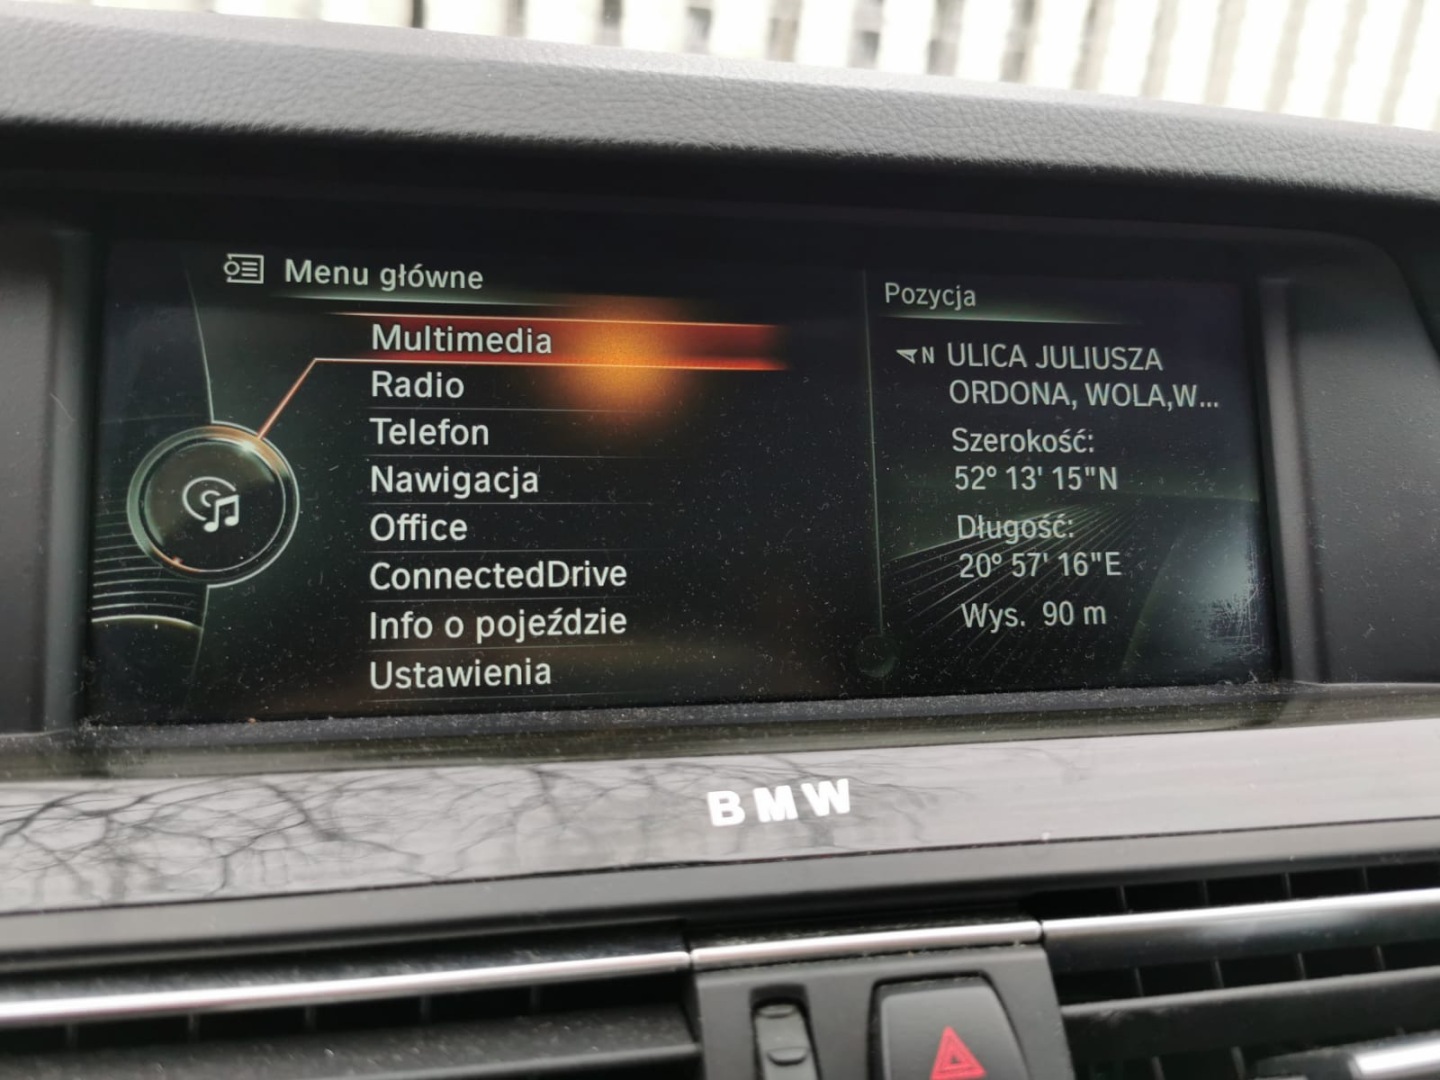 Menu główne
Multimedia
Radio
Telefon
Nawigacja
Office
ConnectedDrive
Info o pojeździe
Ustawienia
Pozycja
N ULICA JULIUSZA
ORDONA, WOLA,W...
Szerokość:
52° 13' 15"N
Długość:
20° 57' 16"E
Wys. 90 m
BMW